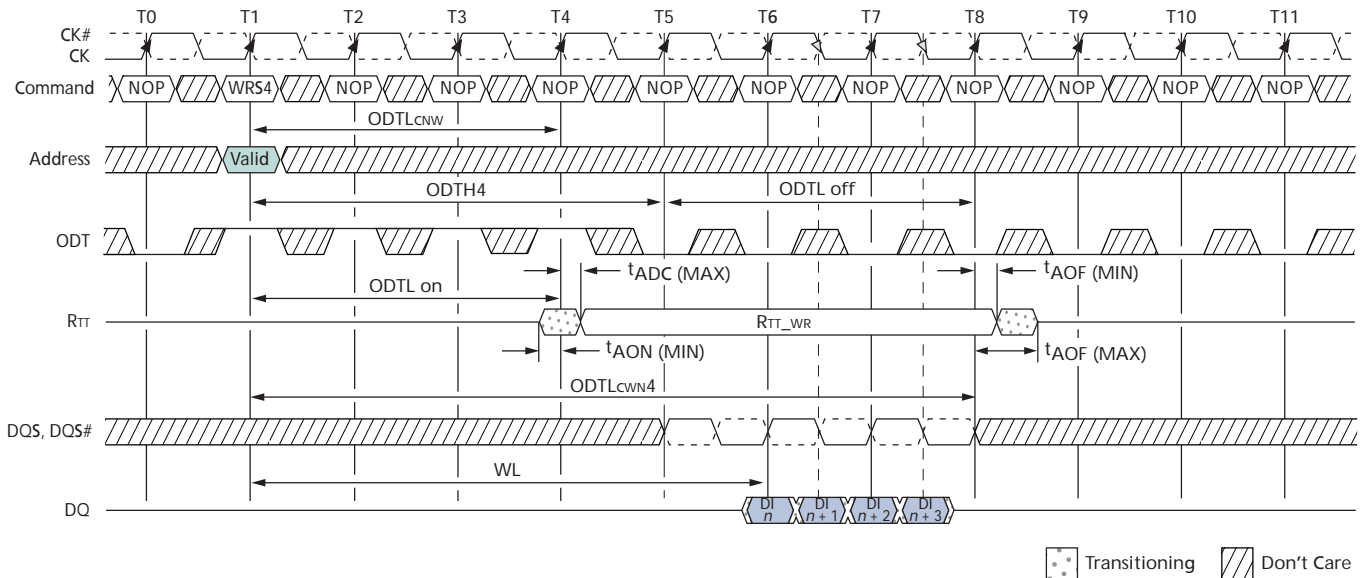 T0 T1 T2 T3 T4 T5 T6 T7 T8 T9 T10 T11
CK#
CK
Command NOP WRS4 NOP NOP NOP NOP NOP NOP NOP NOP NOP NOP
ODTLCNW
Address Valid
ODTH4 ODTL off
ODT
tADC (MAX) tAOF (MIN)
ODTL on
RTT RTT_WR
tAON (MIN) tAOF (MAX)
ODTLCWN4
DQS, DQS#
WL
DQ DI n DI n + 1 DI n + 2 DI n + 3
Transitioning Don't Care